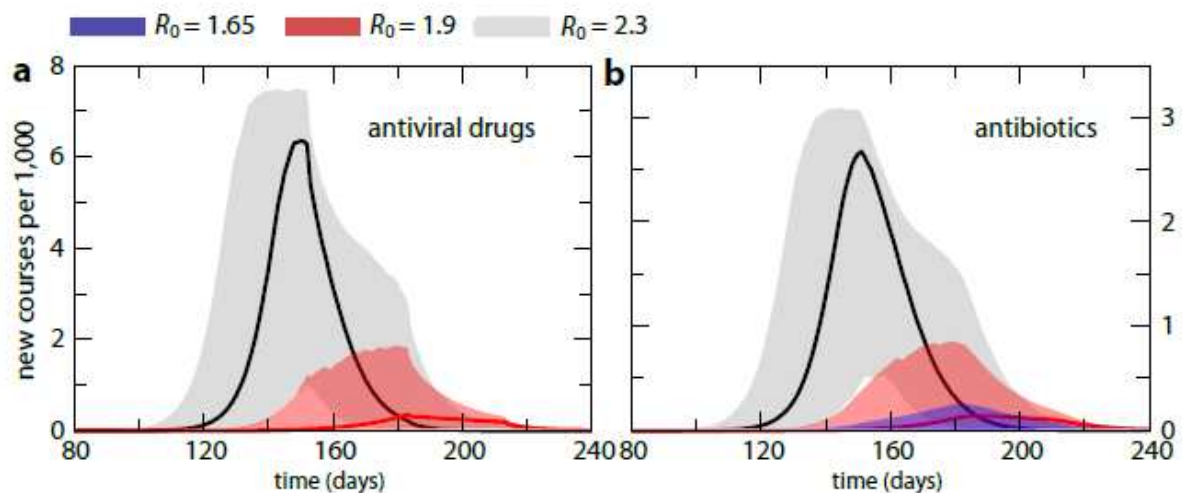 R0 = 1.65 R0 = 1.9 R0 = 2.3
a b
antiviral drugs antibiotics
new courses per 1,000
8
6
4
2
0
3
2
1
0
80 120 160 200 240 80 120 160 200 240
time (days) time (days)